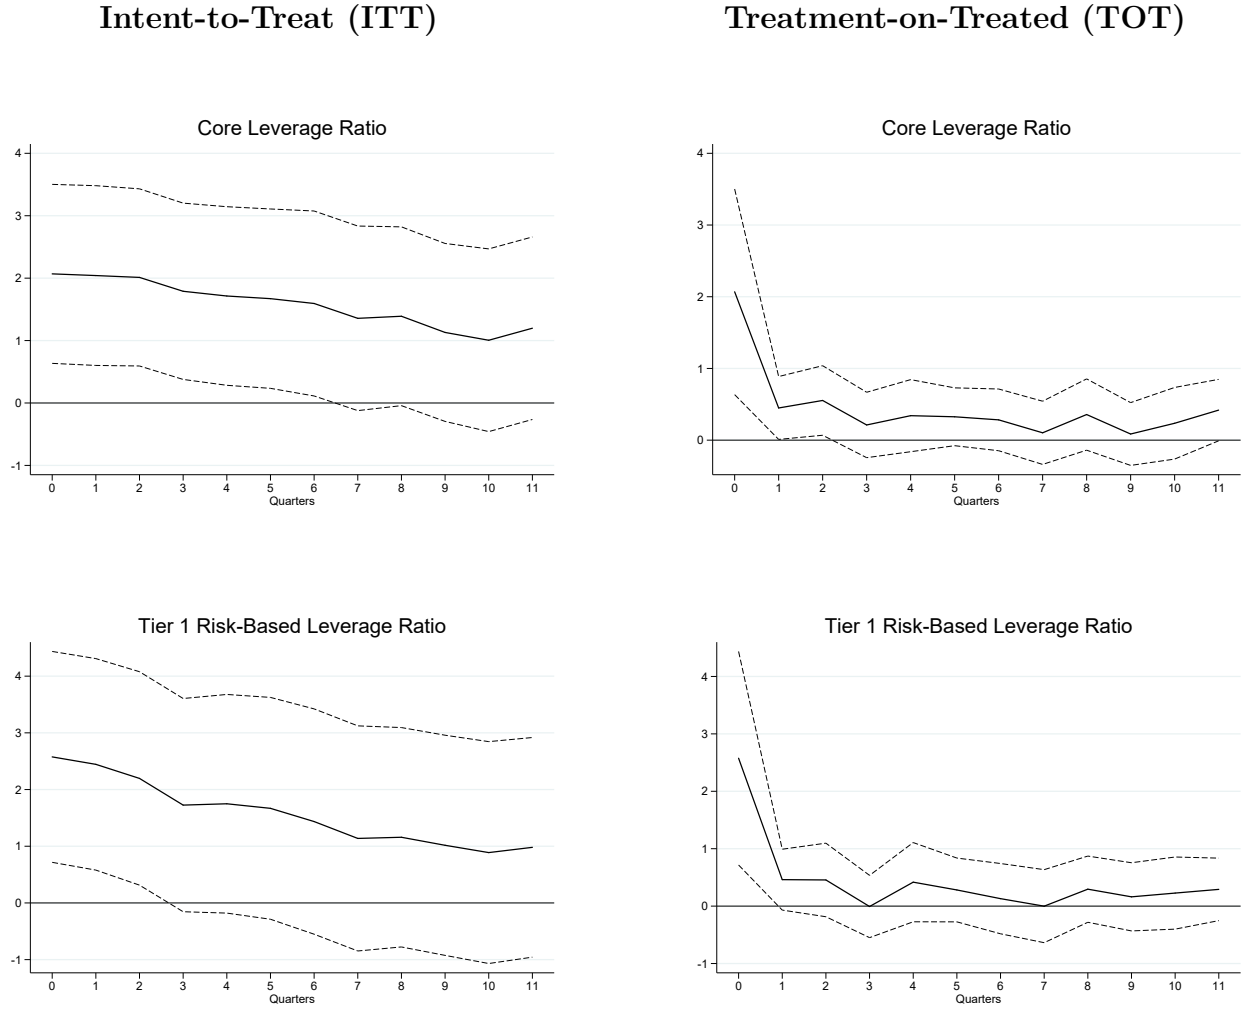 Intent-to-Treat (ITT)
Treatment-on-Treated (TOT)
Core Leverage Ratio
4
3
2
1
0
-1
0 1 2 3 4 5 6 7 8 9 10 11
Quarters
Core Leverage Ratio
4
3
2
1
0
0 1 2 3 4 5 6 7 8 9 10 11
Quarters
Tier 1 Risk-Based Leverage Ratio
4
3
2
1
0
-1
0 1 2 3 4 5 6 7 8 9 10 11
Quarters
Tier 1 Risk-Based Leverage Ratio
4
3
2
1
0
-1
0 1 2 3 4 5 6 7 8 9 10 11
Quarters